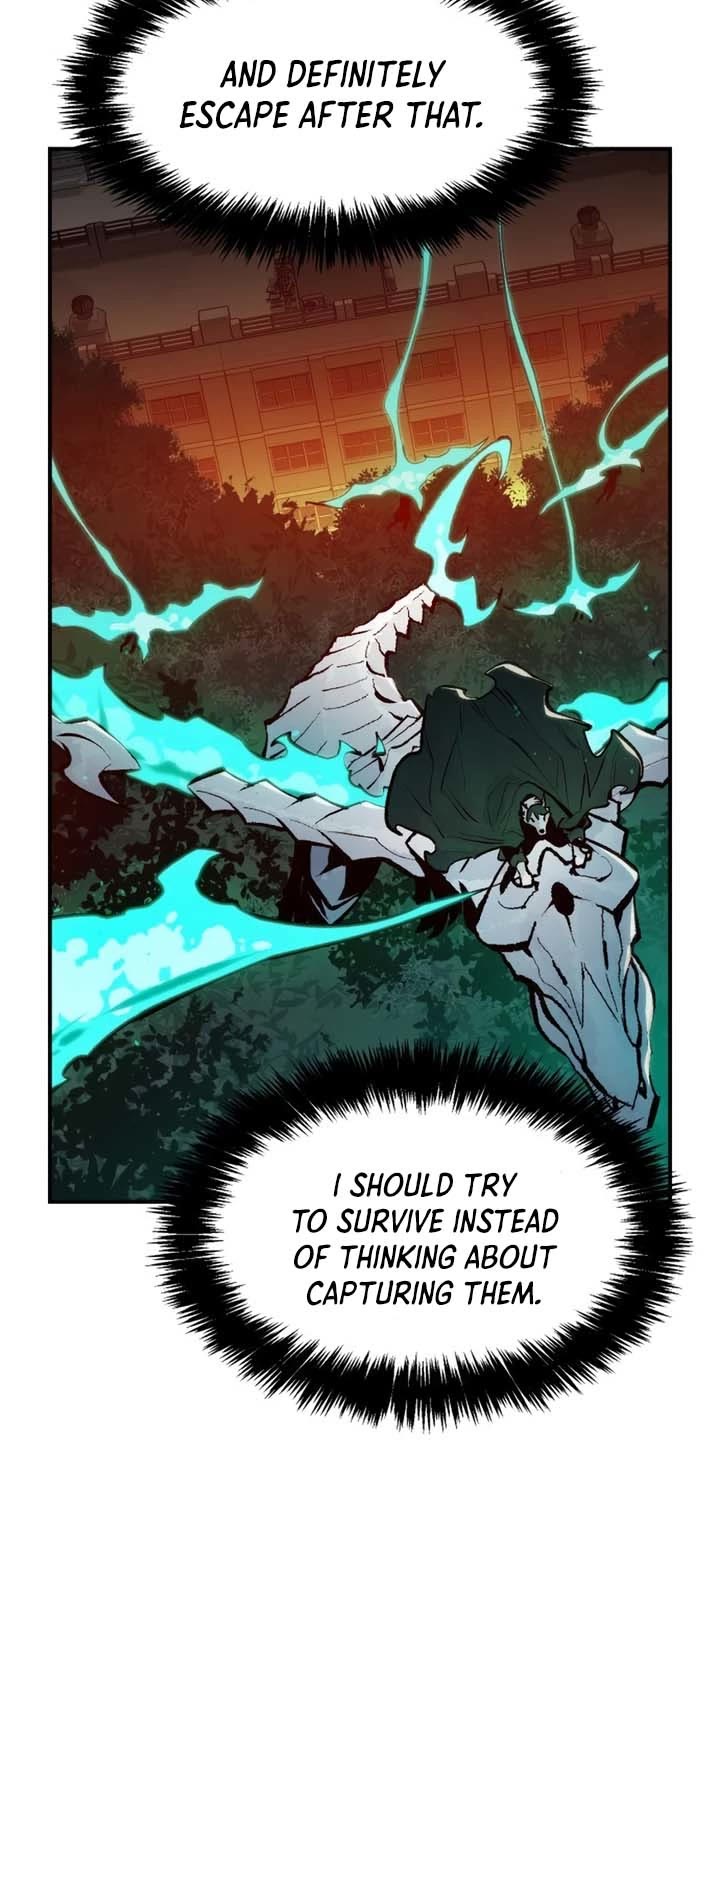 AND DEFINITELY
ESCAPE AFTER THAT.
I SHOULD TRY
TO SURVIVE INSTEAD
OF THINKING ABOUT
CAPTURING THEM.